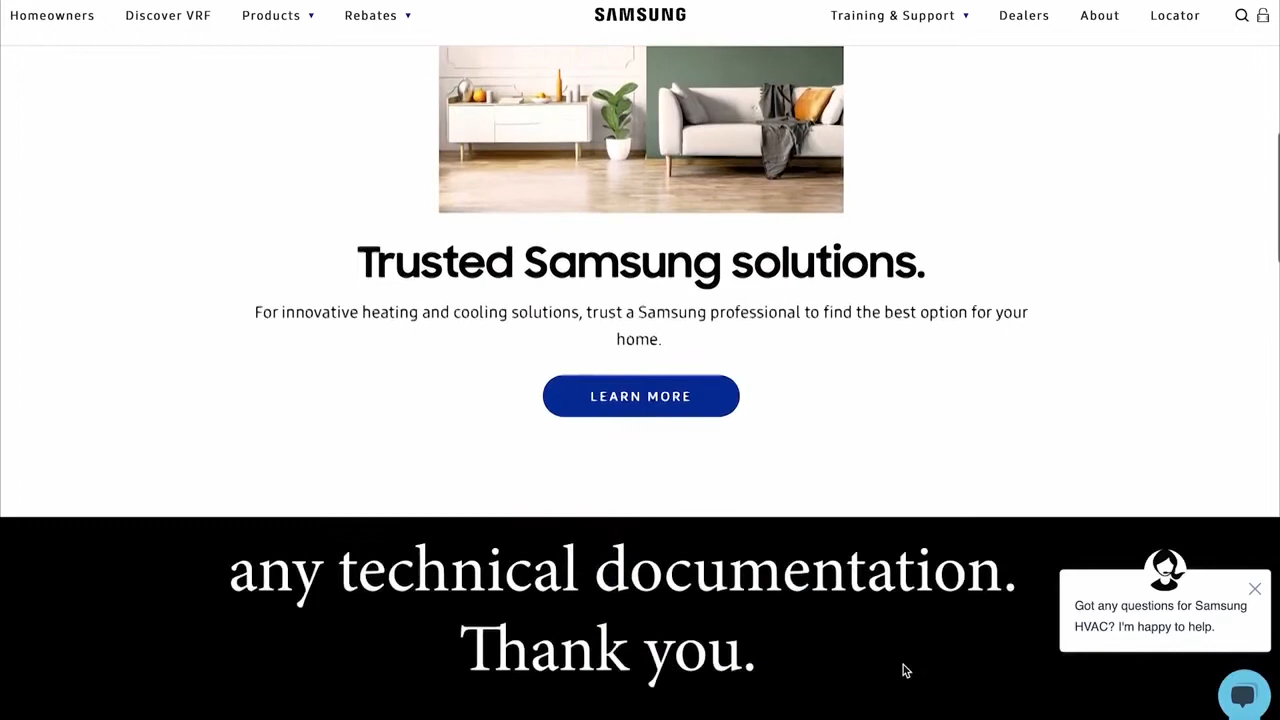 Homeowners Discover VRF Products ▾ Rebates ▾ SAMSUNG Training & Support ▾ Dealers About Locator
Trusted Samsung solutions.
For innovative heating and cooling solutions, trust a Samsung professional to find the best option for your
home.
LEARN MORE
any technical documentation.
Thank you.
Got any questions for Samsung
HVAC? I'm happy to help.